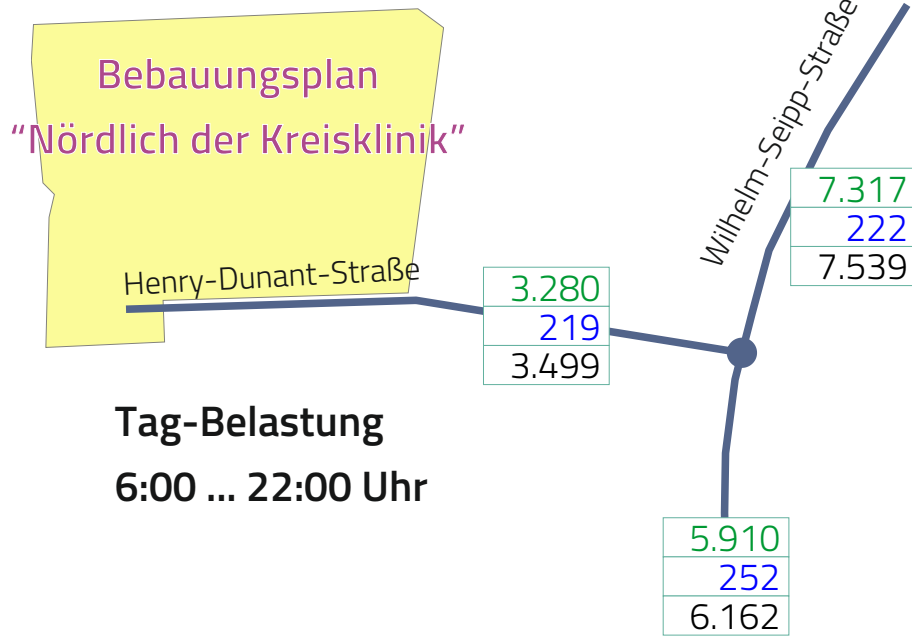 Bebauungsplan
“Nördlich der Kreisklinik”
Wilhelm-Seipp-Straße
7.317
222
7.539
Henry-Dunant-Straße
3.280
219
3.499
Tag-Belastung
6:00 ... 22:00 Uhr
5.910
252
6.162